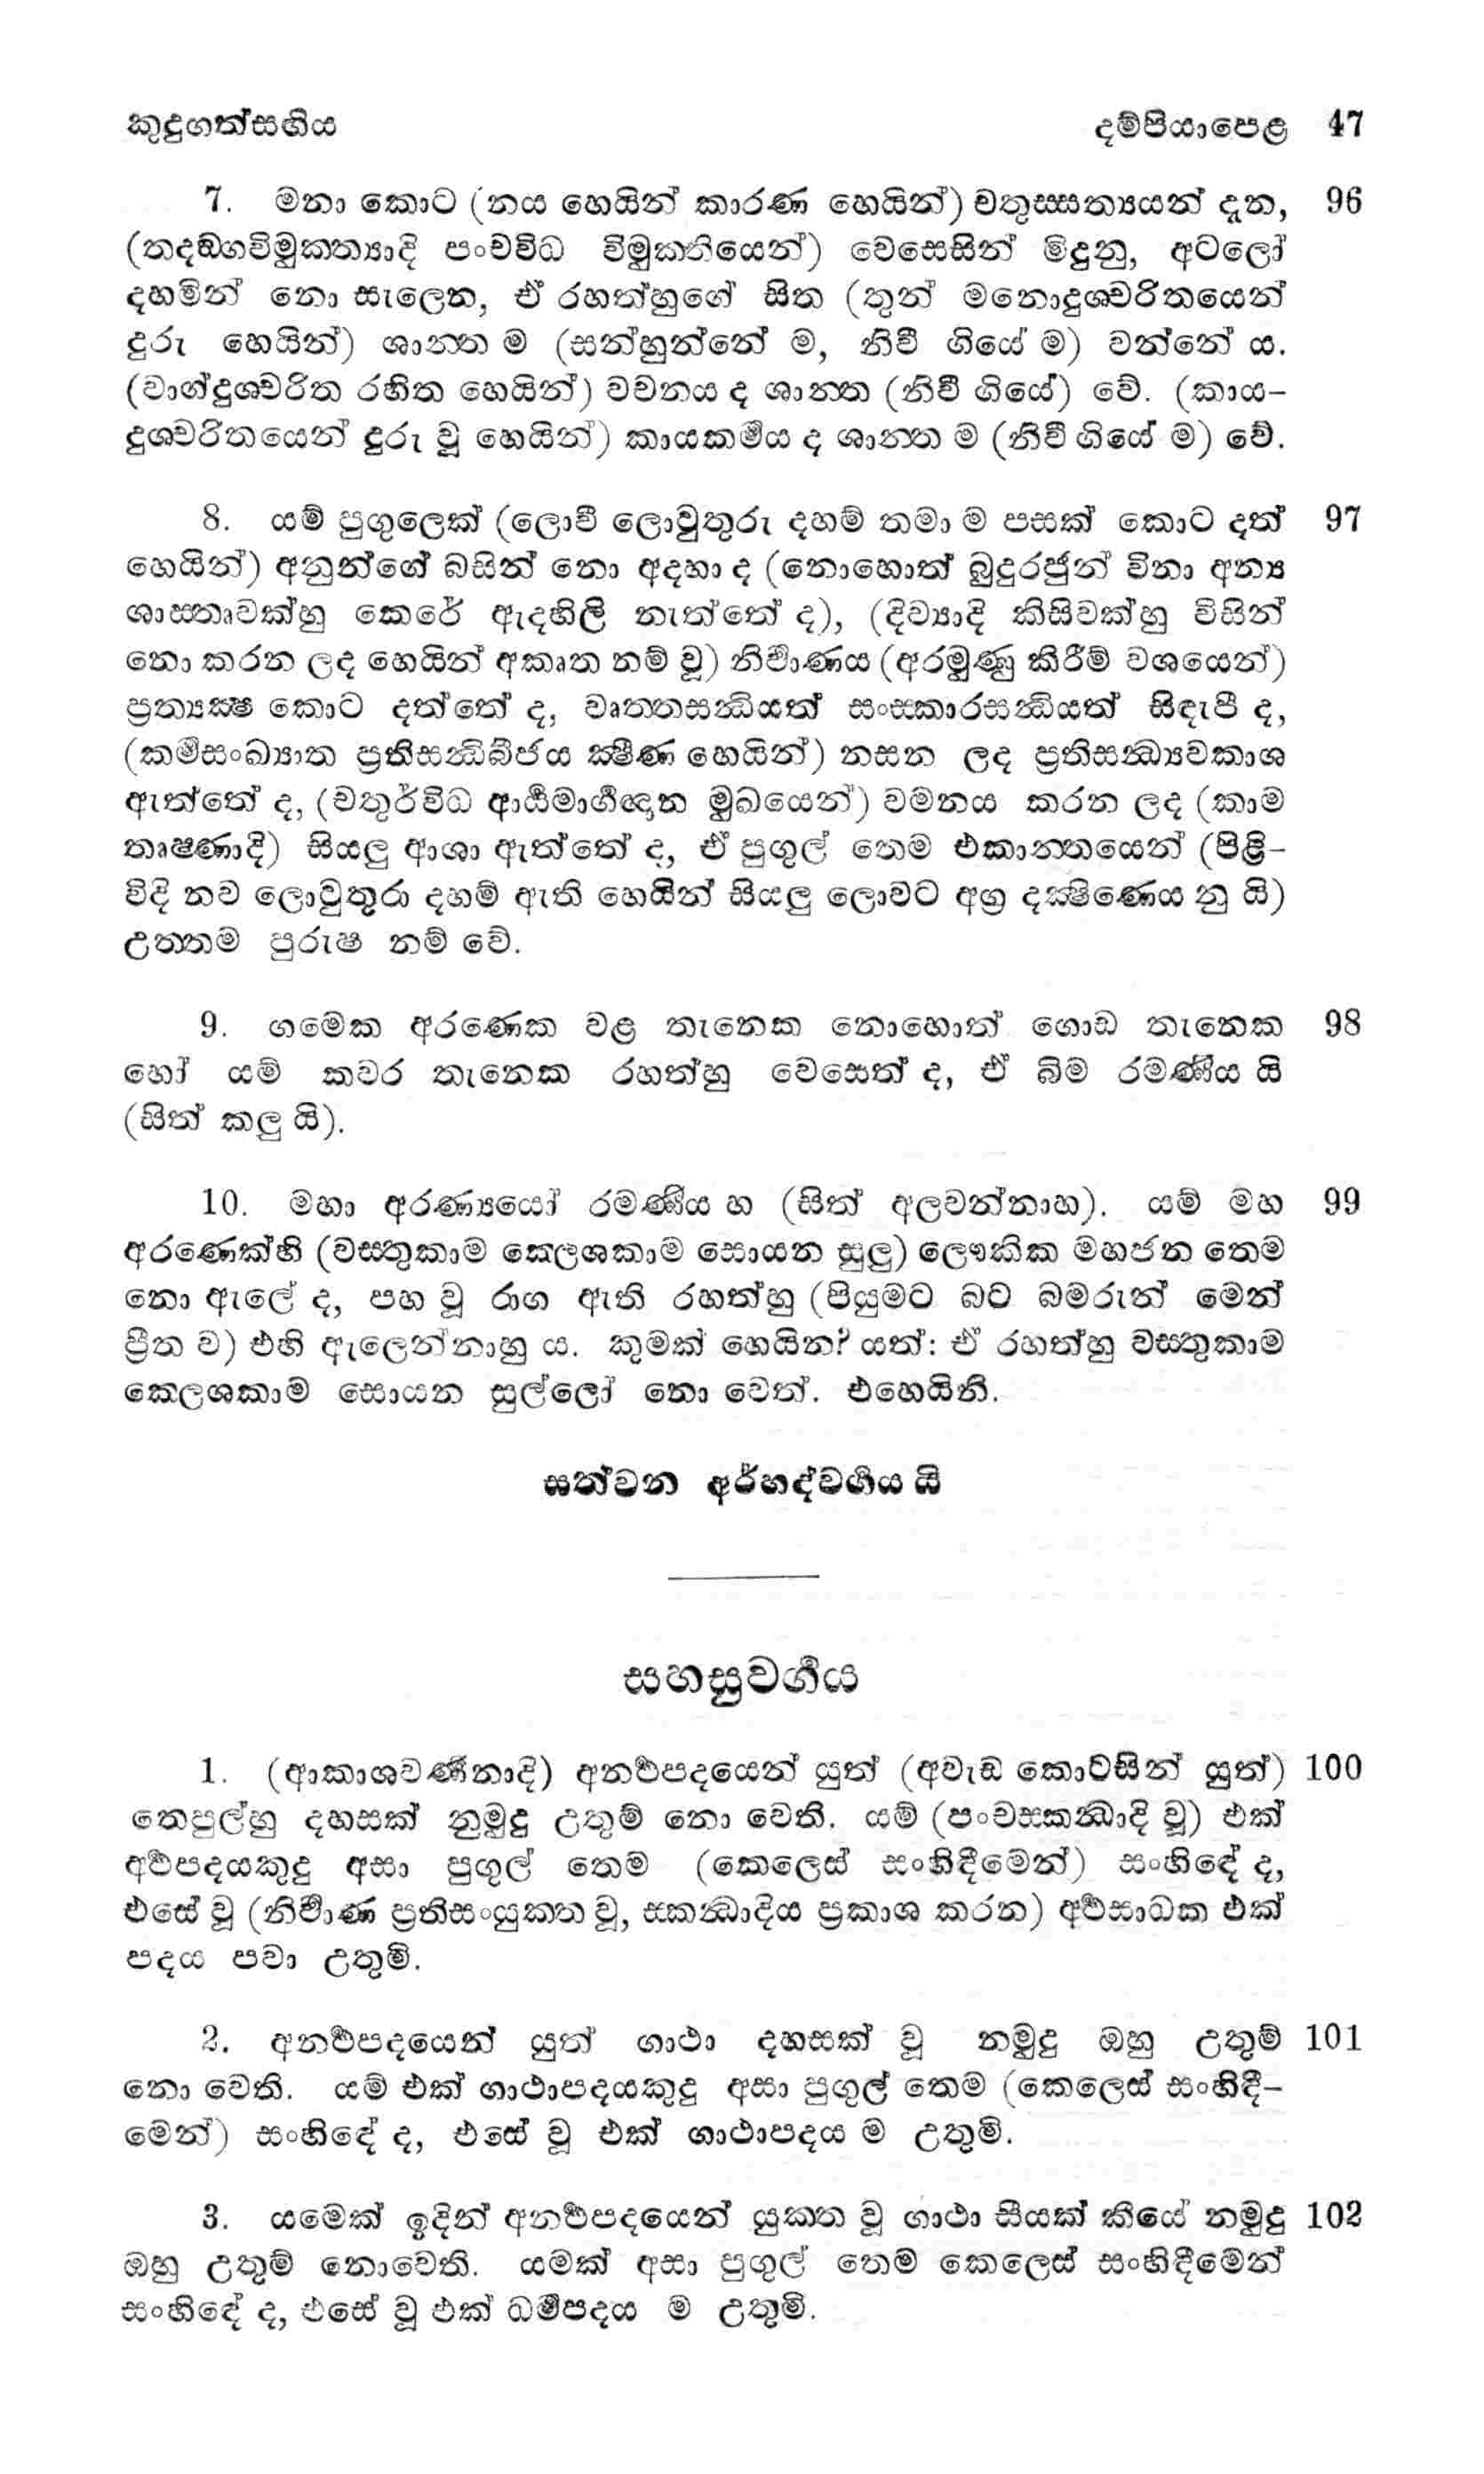 කුදුගත්සඟිය දම්පියාපෙළ 47
7. මනා කොට (නය හෙයින් කාරණ හෙයින්) චතුස්සත්‍යයන් දැන, 96
(තදඞ්ගවිමුක්ත්‍යාදි පංචවිධ විමුක්තියෙන්) වෙසෙසින් මිදුනු, අටලෝ
දහමින් නො සැලෙන, ඒ රහත්හුගේ සිත (තුන් මනොදුශ්චරිතයෙන්
දුරු හෙයින්) ශාන්ත ම (සන්හුන්නේ ම, නිවී ගියේ ම) වන්නේ ය.
(වාග්දුශ්චරිත රහිත හෙයින්) වචනය ද ශාන්ත (නිවී ගියේ) වේ. (කාය-
දුශ්චරිතයෙන් දුරු වූ හෙයින්) කායකර්‍මය ද ශාන්ත ම (නිවී ගියේ ම) වේ.
8. යම් පුගුලෙක් (ලොවී ලොවුතුරු දහම් තමා ම පසක් කොට දත් 97
හෙයින්) අනුන්ගේ බසින් නො අදහා ද (නොහොත් බුදුරජුන් විනා අන්‍ය
ශාස්තෘවක්හු කෙරේ ඇදහිලි නැත්තේ ද), (දිව්‍යාදි කිසිවක්හු විසින්
නො කරන ලද හෙයින් අකෘත නම් වූ) නිර්‍වාණය (අරමුණු කිරීම් වශයෙන්)
ප්‍රත්‍යක්ෂ කොට දත්තේ ද, වෘත්තසන්ධියත් සංස්කාරසන්ධියත් සිඳැපී ද,
(කර්‍මසංඛ්‍යාත ප්‍රතිසන්ධිබීජය ක්ෂීණ හෙයින්) නසන ලද ප්‍රතිසන්ධ්‍යවකාශ
ඇත්තේ ද, (චතුර්විධ ආර්‍ය්‍යමාර්‍ගඥාන මුඛයෙන්) වමනය කරන ලද (කාම
තෘෂ්ණාදි) සියලු ආශා ඇත්තේ ද, ඒ පුගුල් තෙම එකාන්තයෙන් (පිළි-
විදි නව ලොවුතුරා දහම් ඇති හෙයින් සියලු ලොවට අග්‍ර දක්ෂිණෙය නු යි)
උත්තම පුරුෂ නම් වේ.
9. ගමෙක අරණෙක වළ තැනෙක නොහොත් ගොඩ තැනෙක 98
හෝ යම් කවර තැනෙක රහත්හු වෙසෙත් ද, ඒ බිම රමණීය යි
(සිත් කලු යි).
10. මහා අරණ්‍යයෝ රමණීය හ (සිත් අලවන්නාහ). යම් මහ 99
අරණෙක්හි (වස්තුකාම ක්ලෙශකාම සොයන සුලු) ලෞකික මහජන තෙම
නො ඇලේ ද, පහ වූ රාග ඇති රහත්හු (පියුමට බට බමරුන් මෙන්
ප්‍රීත ව) එහි ඇලෙන්නාහු ය. කුමක් හෙයින? යත්: ඒ රහත්හු වස්තුකාම
ක්ලෙශකාම සොයන සුල්ලෝ නො වෙත්. එහෙයිනි.
සත්වන අර්හද්වර්‍ගය යි
සහස්‍රවර්‍ගය
1. (ආකාශවර්‍ණනාදි) අනර්‍ථපදයෙන් යුත් (අවැඩ කොටසින් යුත්) 100
තෙපුල්හු දහසක් නුමුදු උතුම් නො වෙති. යම් (පංචස්කන්ධාදි වූ) එක්
අර්‍ථපදයකුදු අසා පුගුල් තෙම (කෙලෙස් සංහිඳීමෙන්) සංහිඳේ ද,
එසේ වූ (නිර්‍වාණ ප්‍රතිසංයුක්ත වූ, ස්කන්ධාදිය ප්‍රකාශ කරන) අර්‍ථසාධක එක්
පදය පවා උතුමි.
2. අනර්‍ථපදයෙන් යුත් ගාථා දහසක් වූ නමුදු ඔහු උතුම් 101
නො වෙති. යම් එක් ගාථාපදයකුදු අසා පුගුල් තෙම (කෙලෙස් සංහිඳී-
මෙන්) සංහිඳේ ද, එසේ වූ එක් ගාථාපදය ම උතුමි.
3. යමෙක් ඉදින් අනර්‍ථපදයෙන් යුක්ත වූ ගාථා සියක් කීයේ නමුදු 102
ඔහු උතුම් නොවෙති. යමක් අසා පුගුල් තෙම කෙලෙස් සංහිඳීමෙන්
සංහිඳේ ද, එසේ වූ එක් ධර්‍මපදය ම උතුමි.